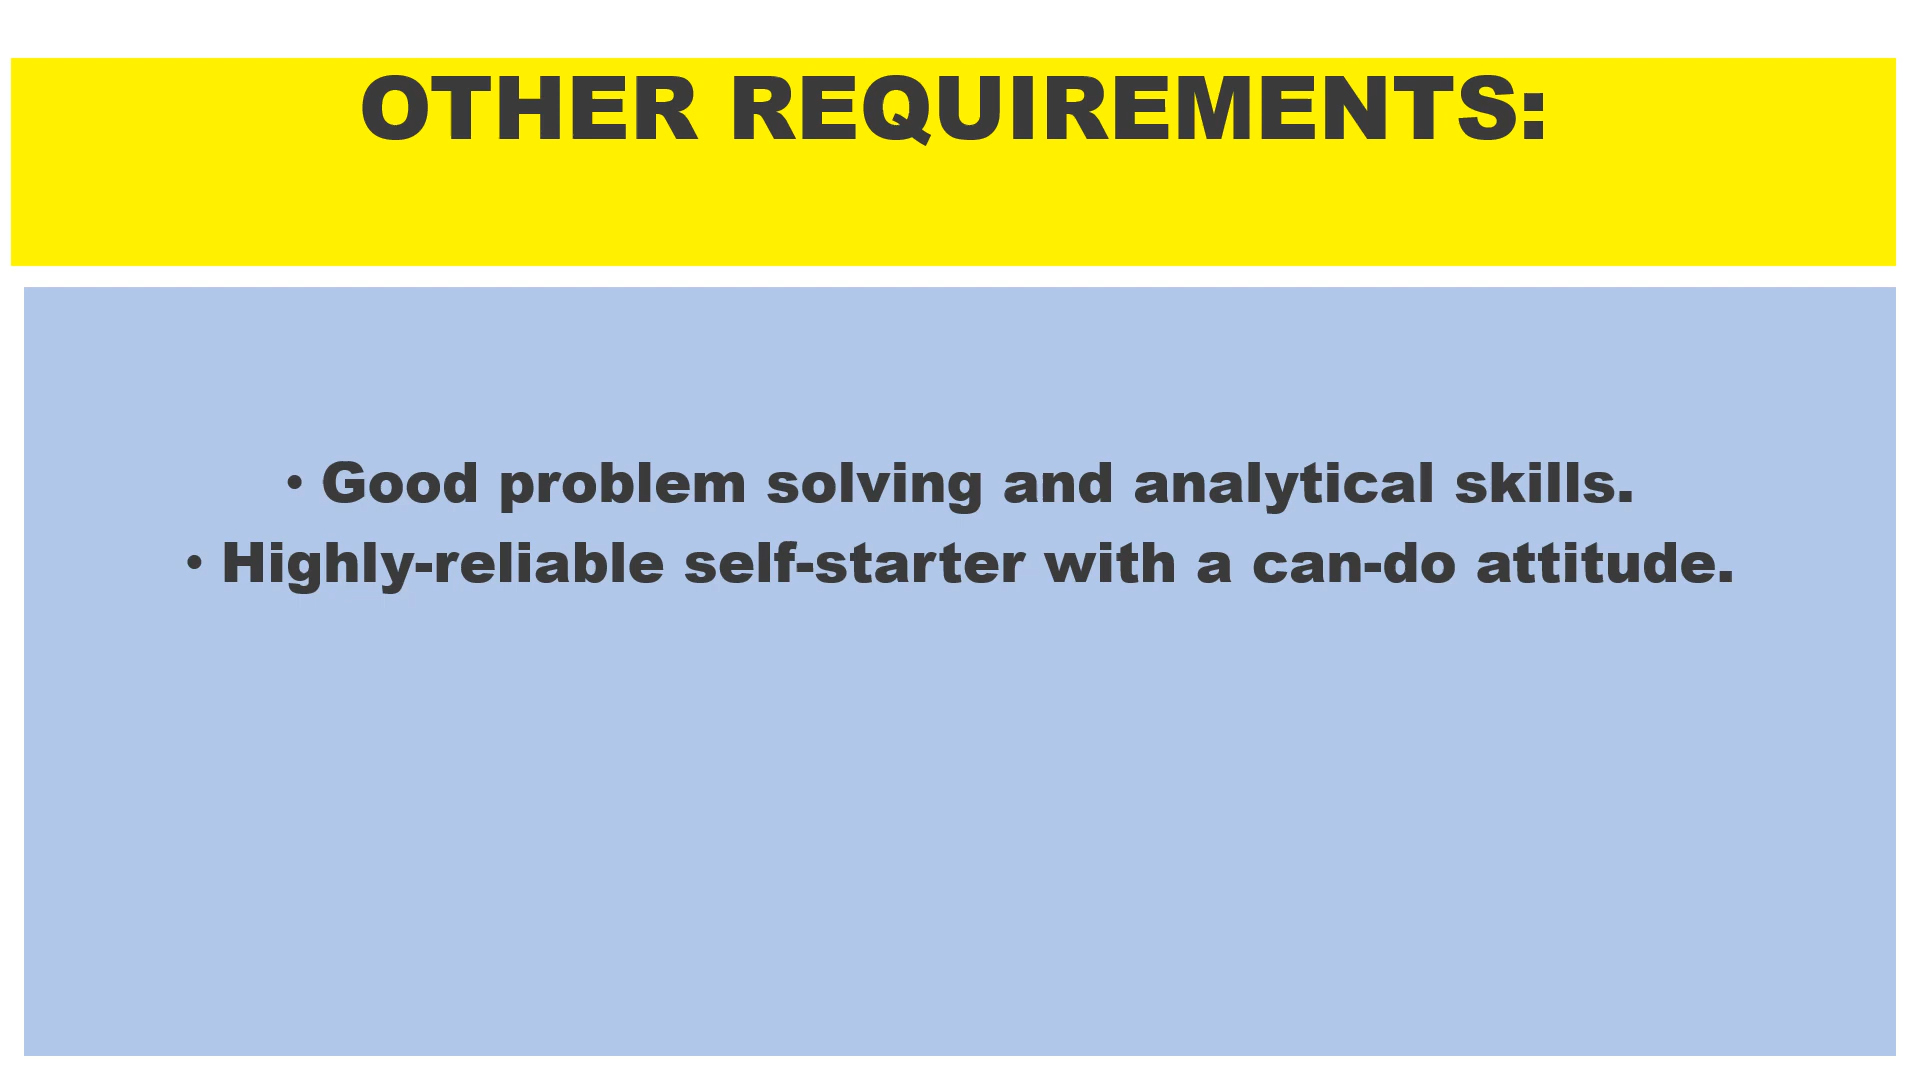 OTHER REQUIREMENTS:
• Good problem solving and analytical skills.
• Highly-reliable self-starter with a can-do attitude.